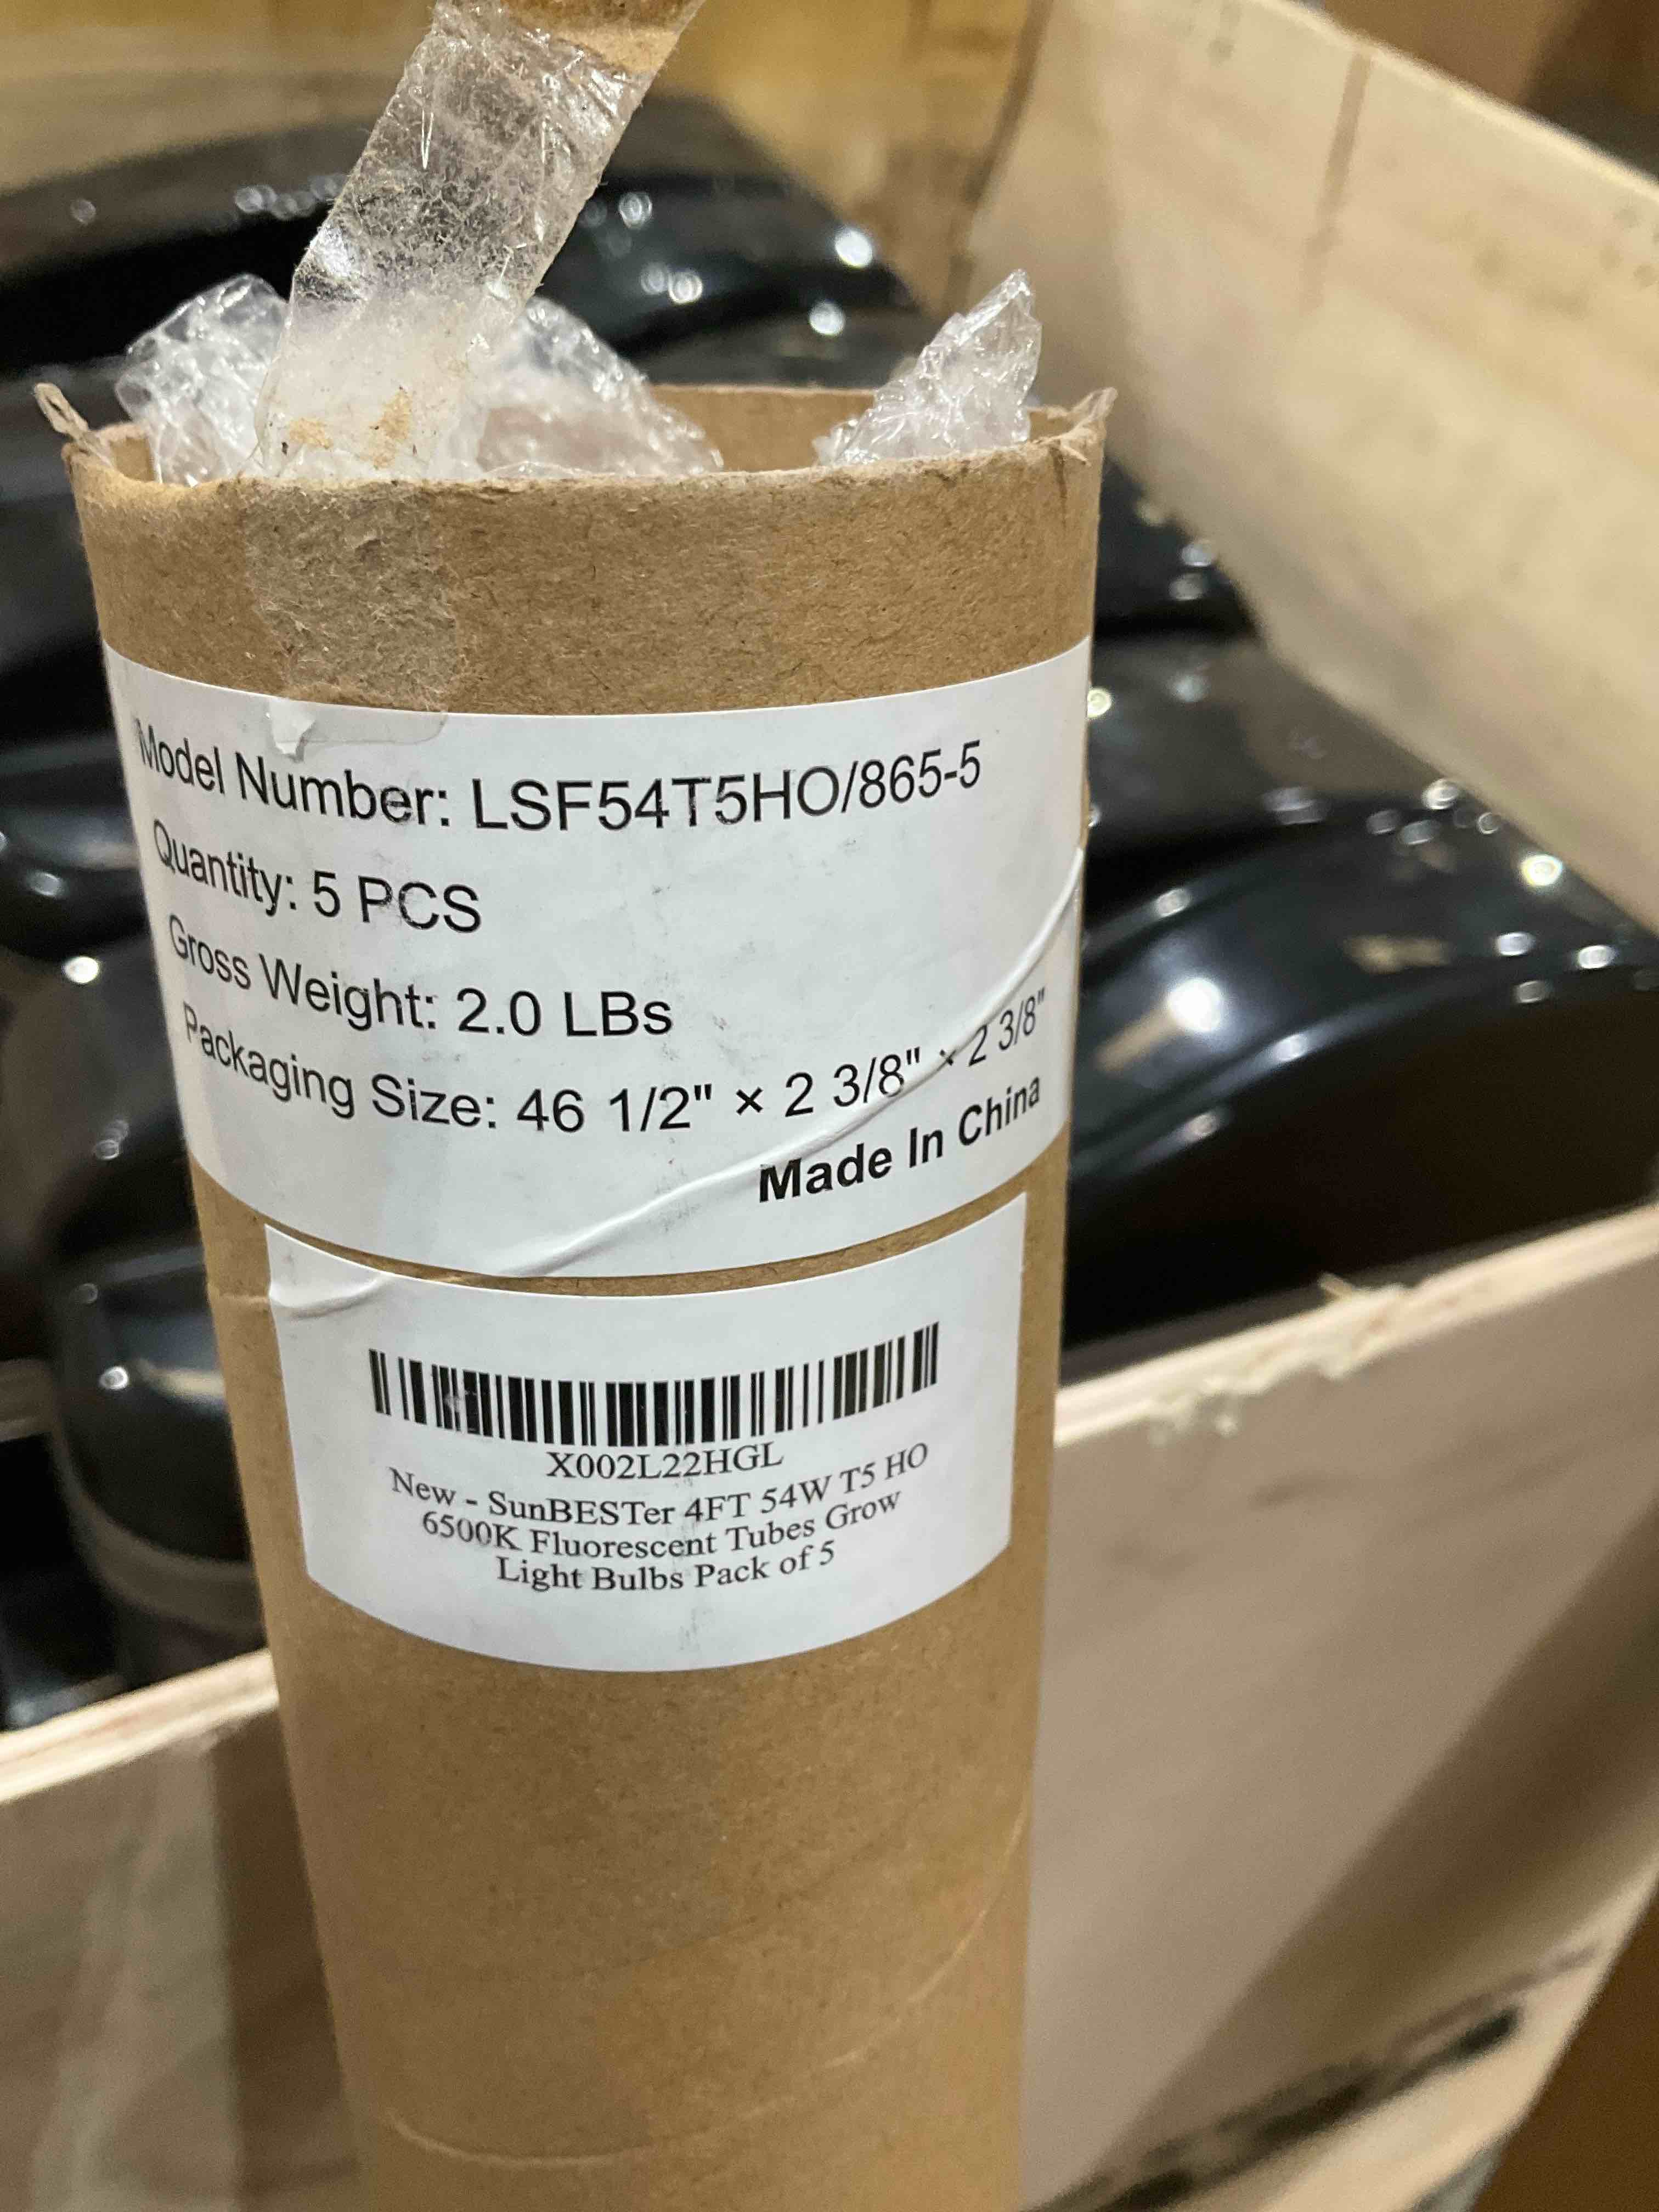 Model Number: LSF54T5HO/865-5
Quantity: 5 PCS
Gross Weight: 2.0 LBs
Packaging Size: 46 1/2" × 2 3/8" × 2 3/8"
Made In China
X002L22HGL
New - SunBESTer 4FT 54W T5 HO
6500K Fluorescent Tubes Grow
Light Bulbs Pack of 5